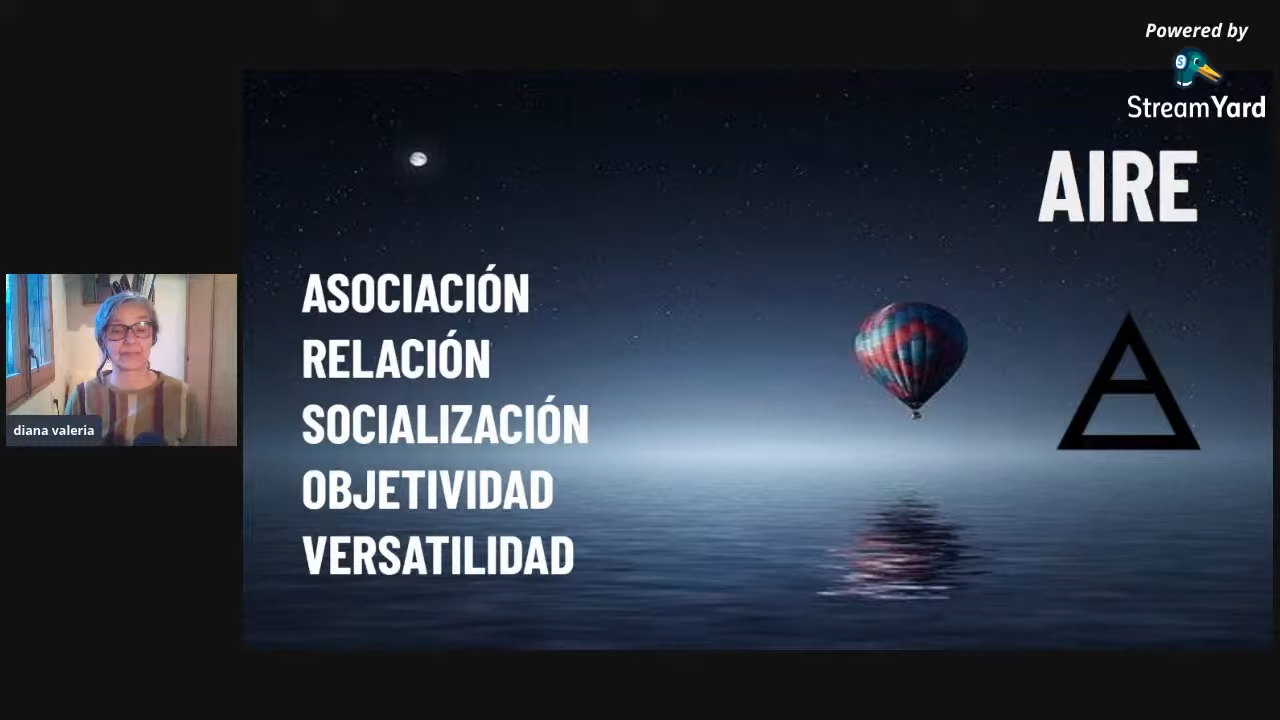 Powered by
StreamYard
AIRE
ASOCIACIÓN
RELACIÓN
SOCIALIZACIÓN
OBJETIVIDAD
VERSATILIDAD
diana valeria